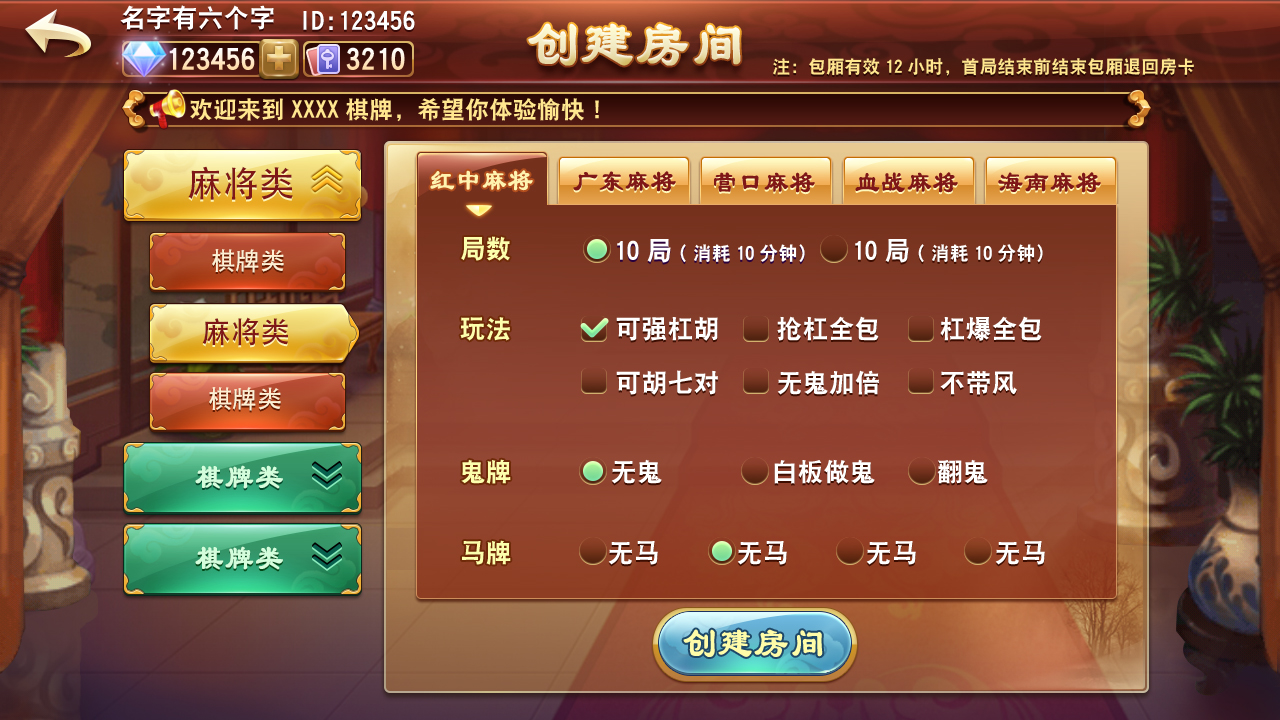 名字有六个字 ID:123456
123456 3210
创建房间
注：包厢有效 12 小时，首局结束前结束包厢退回房卡
欢迎来到 XXXX 棋牌，希望你体验愉快！
麻将类
棋牌类
麻将类
棋牌类
棋牌类
棋牌类
红中麻将 广东麻将 营口麻将 血战麻将 海南麻将
局数 10 局（消耗 10 分钟） 10 局（消耗 10 分钟）
玩法 可强杠胡 抢杠全包 杠爆全包
可胡七对 无鬼加倍 不带风
鬼牌 无鬼 白板做鬼 翻鬼
马牌 无马 无马 无马 无马
创建房间